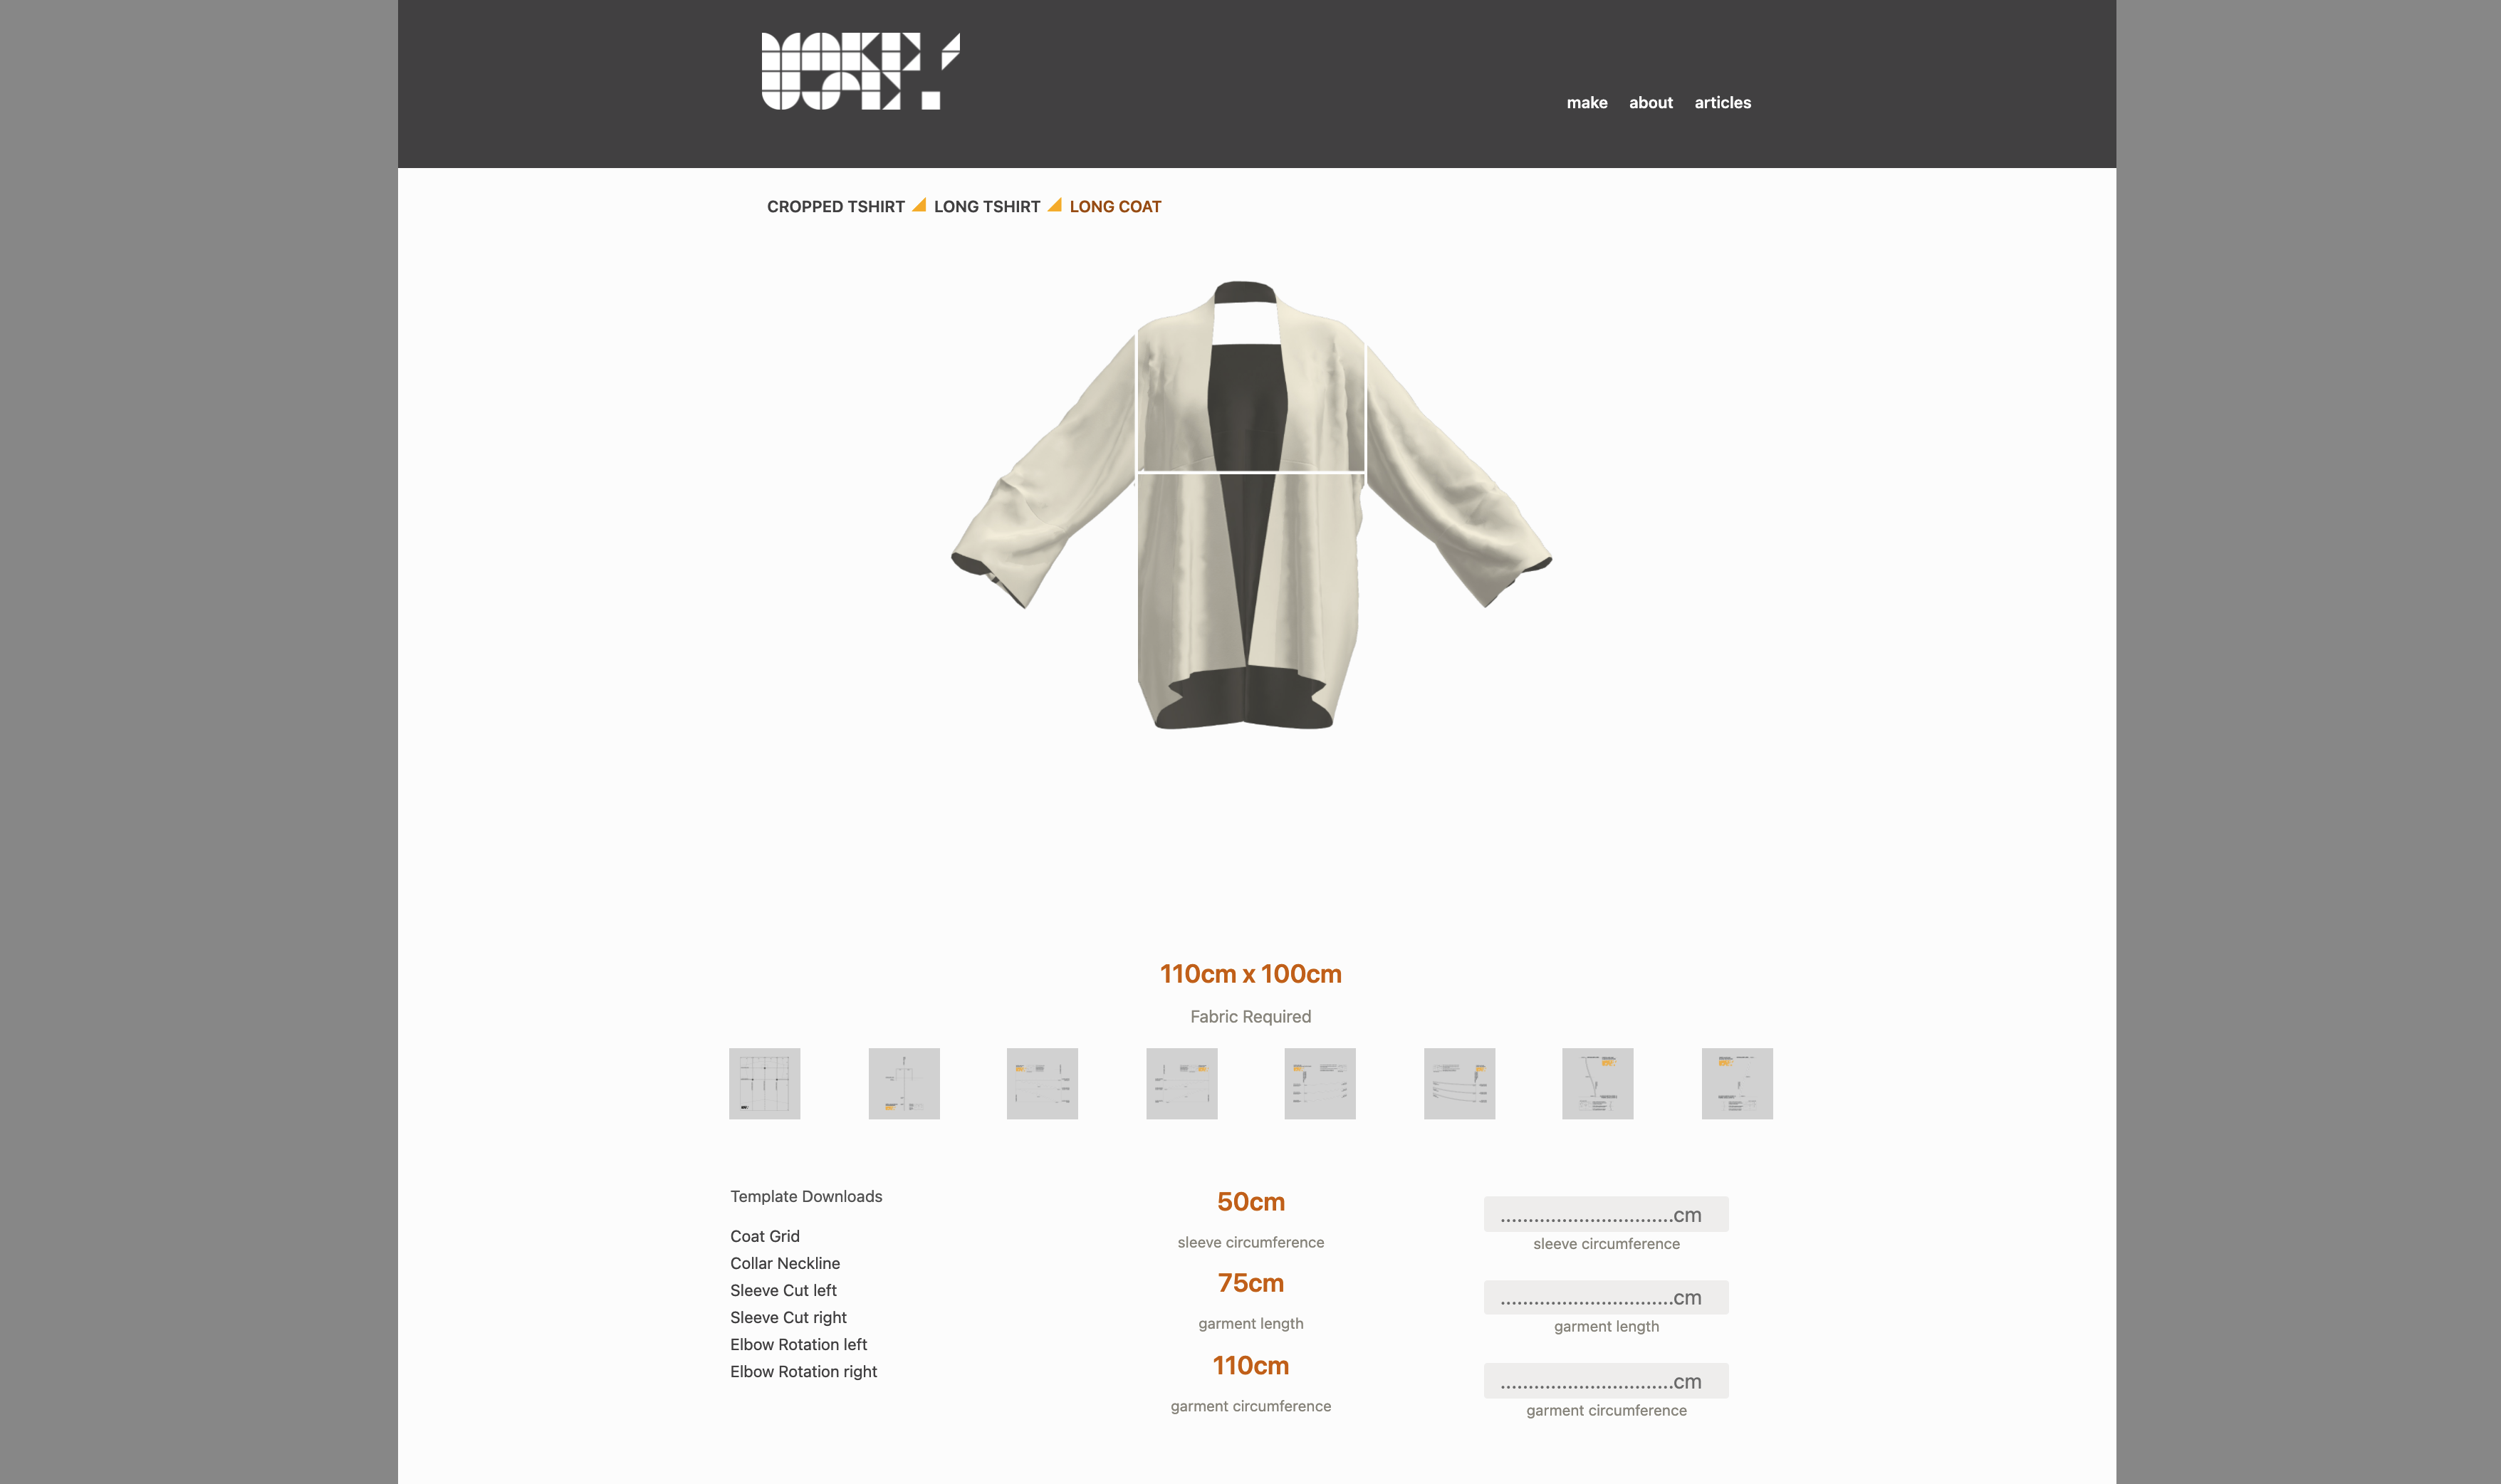 MAKE '
USE .
make about articles
CROPPED TSHIRT LONG TSHIRT LONG COAT
110cm x 100cm
Fabric Required
Template Downloads
Coat Grid
Collar Neckline
Sleeve Cut left
Sleeve Cut right
Elbow Rotation left
Elbow Rotation right
50cm
sleeve circumference
75cm
garment length
110cm
garment circumference
...............................cm
sleeve circumference
...............................cm
garment length
...............................cm
garment circumference